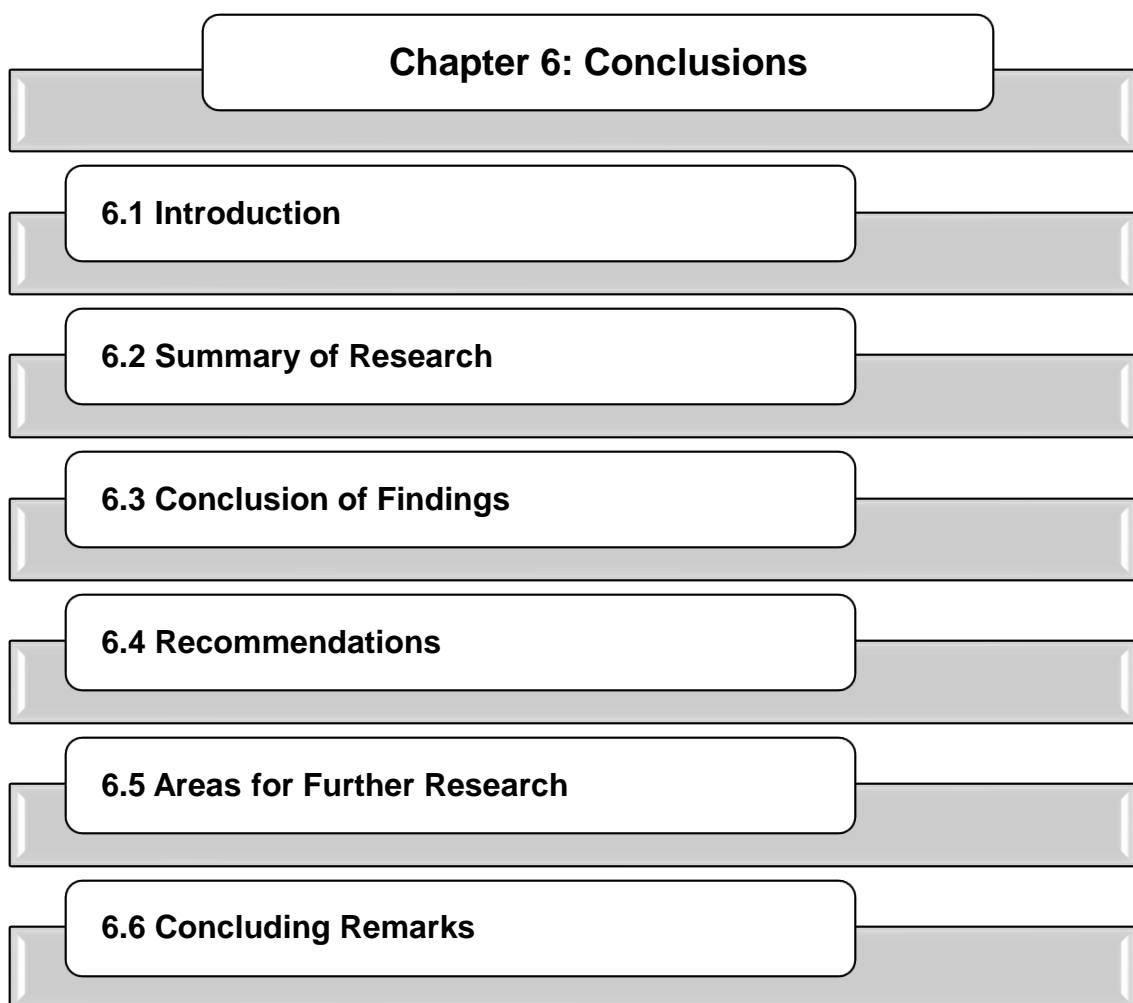 Chapter 6: Conclusions
6.1 Introduction
6.2 Summary of Research
6.3 Conclusion of Findings
6.4 Recommendations
6.5 Areas for Further Research
6.6 Concluding Remarks